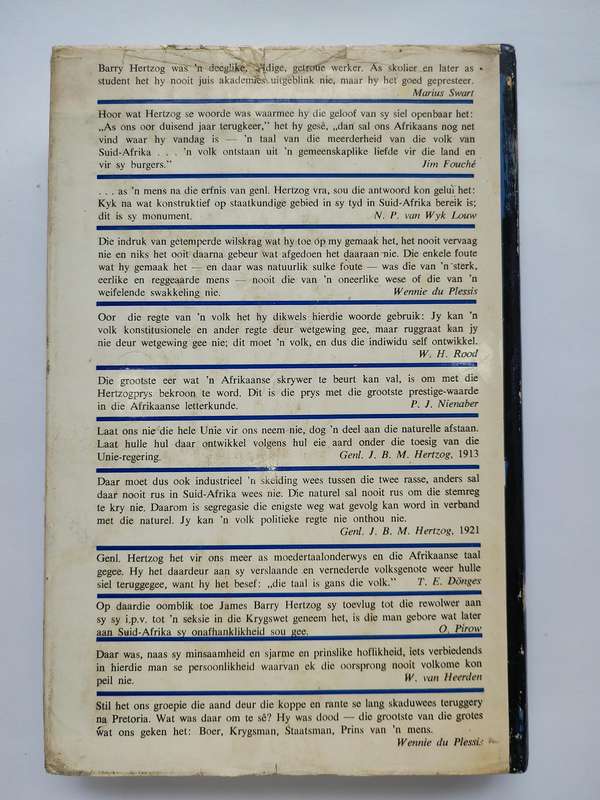 Barry Hertzog was 'n deeglike, getroue werker. As skolier en later as
student het hy nooit juis akademies uitgeblink nie, maar hy het goed gepresteer.
Marius Swart
Hoor wat Hertzog se woorde was waarmee hy die geloof van sy siel openbaar het:
„As ons oor duisend jaar terugkeer,” het hy gesê, „dan sal ons Afrikaans nog net
vind waar hy vandag is — 'n taal van die meerderheid van die volk van
Suid-Afrika . . . 'n volk ontstaan uit 'n gemeenskaplike liefde vir die land en
vir sy burgers.” Jim Fouché
. . . as 'n mens na die erfnis van genl. Hertzog vra, sou die antwoord kon gelui het:
Kyk na wat konstruktief op staatkundige gebied in sy tyd in Suid-Afrika bereik is;
dit is sy monument. N. P. van Wyk Louw
Die indruk van getemperde wilskrag wat hy toe op my gemaak het, het nooit vervaag
nie en niks het ooit daarna gebeur wat afgedoen het daaraan nie. Die enkele foute
wat hy gemaak het — en daar was natuurlik sulke foute — was die van 'n sterk,
eerlike en reggeaarde mens — nooit die van 'n oneerlike wese of die van 'n
weifelende swakkeling nie. Wennie du Plessis
Oor die regte van 'n volk het hy dikwels hierdie woorde gebruik: Jy kan 'n
volk konstitusionele en ander regte deur wetgewing gee, maar ruggraat kan jy
nie deur wetgewing gee nie; dit moet 'n volk, en dus die individu self ontwikkel.
W. H. Rood
Die grootste eer wat 'n Afrikaanse skrywer te beurt kan val, is om met die
Hertzogprys bekroon te word. Dit is die prys met die grootste prestige-waarde
in die Afrikaanse letterkunde. P. J. Nienaber
Laat ons nie die hele Unie vir ons neem nie, dog 'n deel aan die naturelle afstaan.
Laat hulle hul daar ontwikkel volgens hul eie aard onder die toesig van die
Unie-regering. Genl. J. B. M. Hertzog, 1913
Daar moet dus ook industrieel 'n skeiding wees tussen die twee rasse, anders sal
daar nooit rus in Suid-Afrika wees nie. Die naturel sal nooit rus om die stemreg
te kry nie. Daarom is segregasie die enigste weg wat gevolg kan word in verband
met die naturel. Jy kan 'n volk politieke regte nie onthou nie.
Genl. J. B. M. Hertzog, 1921
Genl. Hertzog het vir ons meer as moedertaalonderwys en die Afrikaanse taal
gegee. Hy het daardeur aan sy verslaande en vernederde volksgenote weer hulle
siel teruggegee, want hy het besef: „die taal is gans die volk.” T. E. Dönges
Op daardie oomblik toe James Barry Hertzog sy toevlug tot die rewolwer aan
sy sy i.p.v. tot 'n seksie in die Krygswet geneem het, is die man gebore wat later
aan Suid-Afrika sy onafhanklikheid sou gee. O. Pirow
Daar was, naas sy minsaamheid en sjarme en prinslike hoflikheid, iets verbiedends
in hierdie man se persoonlikheid waarvan ek die oorsprong nooit volkome kon
peil nie. W. van Heerden
Stil het ons groepie die aand deur die koppe en rante se lang skaduwees teruggery
na Pretoria. Wat was daar om te sê? Hy was dood — die grootste van die grotes
wat ons geken het: Boer, Krygsman, Staatsman, Prins van 'n mens.
Wennie du Plessis